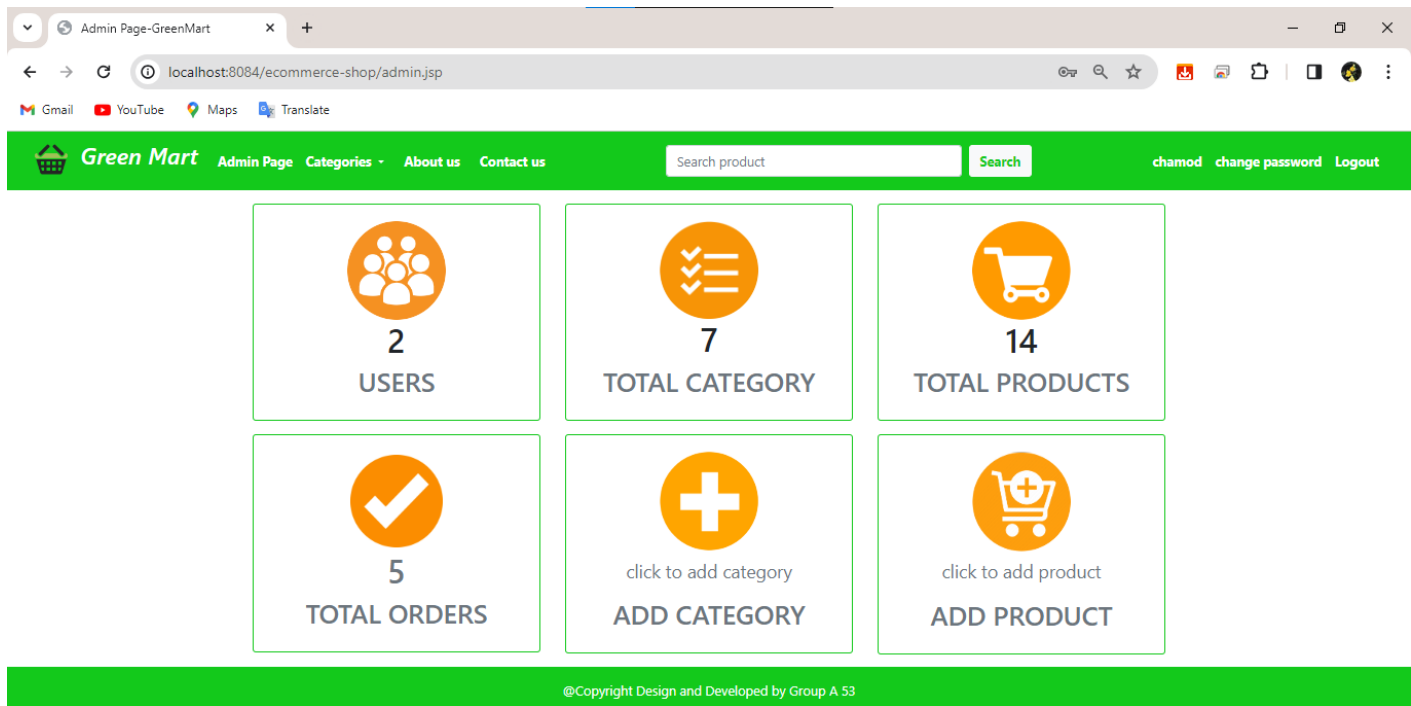 Admin Page-GreenMart
localhost:8084/ecommerce-shop/admin.jsp
Gmail YouTube Maps Translate
Green Mart Admin Page Categories About us Contact us Search product Search chamod change password Logout
2 7 14
USERS TOTAL CATEGORY TOTAL PRODUCTS
5 click to add category click to add product
TOTAL ORDERS ADD CATEGORY ADD PRODUCT
@Copyright Design and Developed by Group A 53